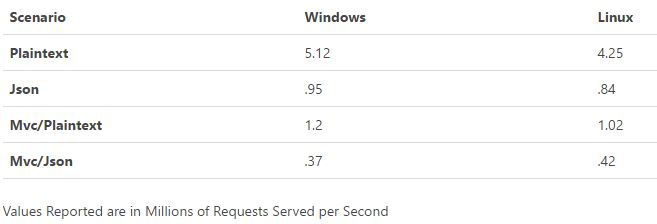 Scenario Windows Linux
Plaintext 5.12 4.25
Json .95 .84
Mvc/Plaintext 1.2 1.02
Mvc/Json .37 .42
Values Reported are in Millions of Requests Served per Second